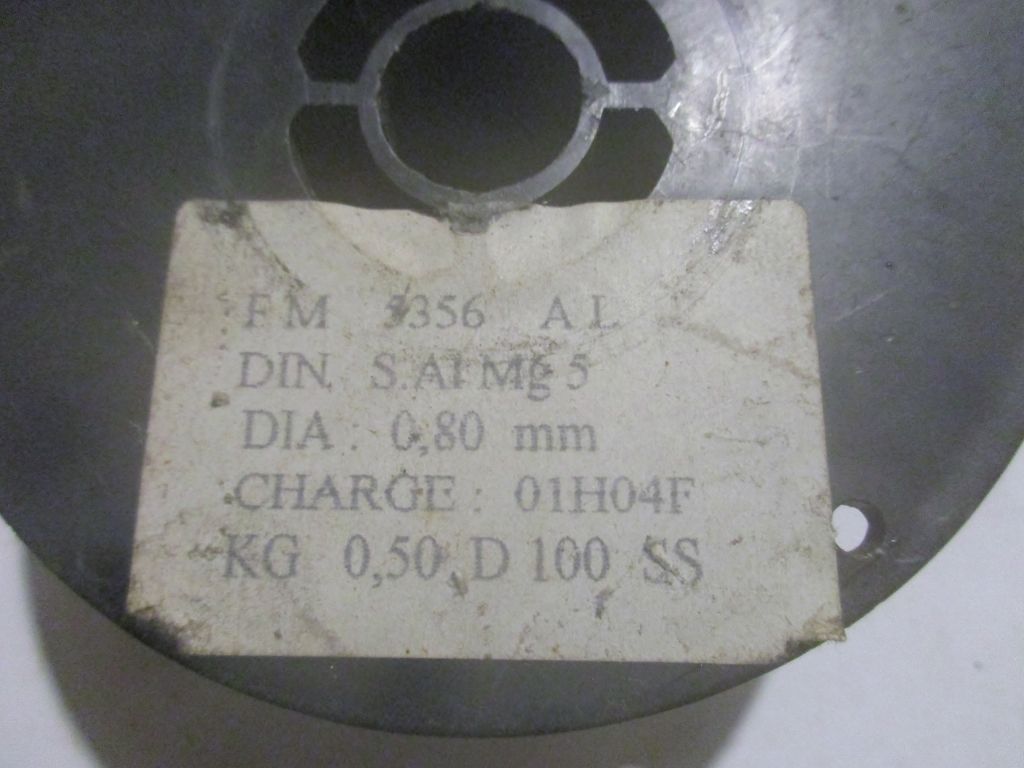 FM 5356 AL
DIN S.Al Mg 5
DIA : 0,80 mm
CHARGE : 01H04F
KG 0,50 D 100 SS